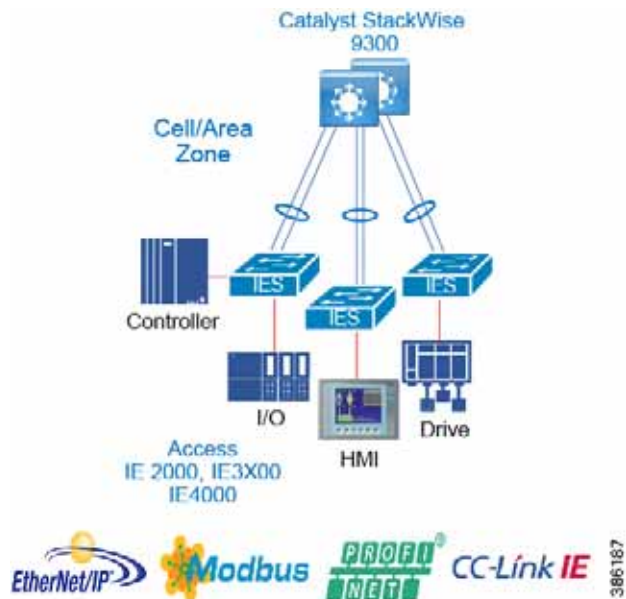 Catalyst StackWise
9300
Cell/Area
Zone
IES
IES
IES
Controller
I/O
HMI
Drive
Access
IE 2000, IE3X00
IE4000
EtherNet/IP
Modbus
PROFI
NET
®
CC-Link IE
386187